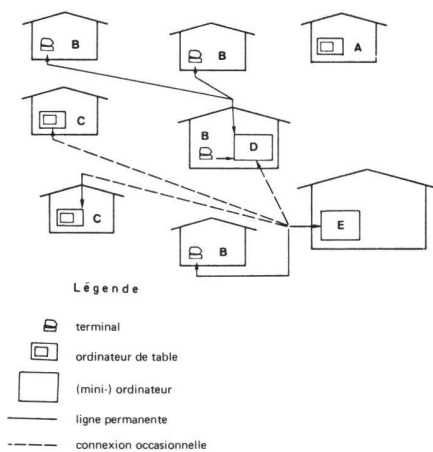 B
B
A
C
B
D
C
B
E
Légende
terminal
ordinateur de table
(mini-) ordinateur
ligne permanente
connexion occasionnelle